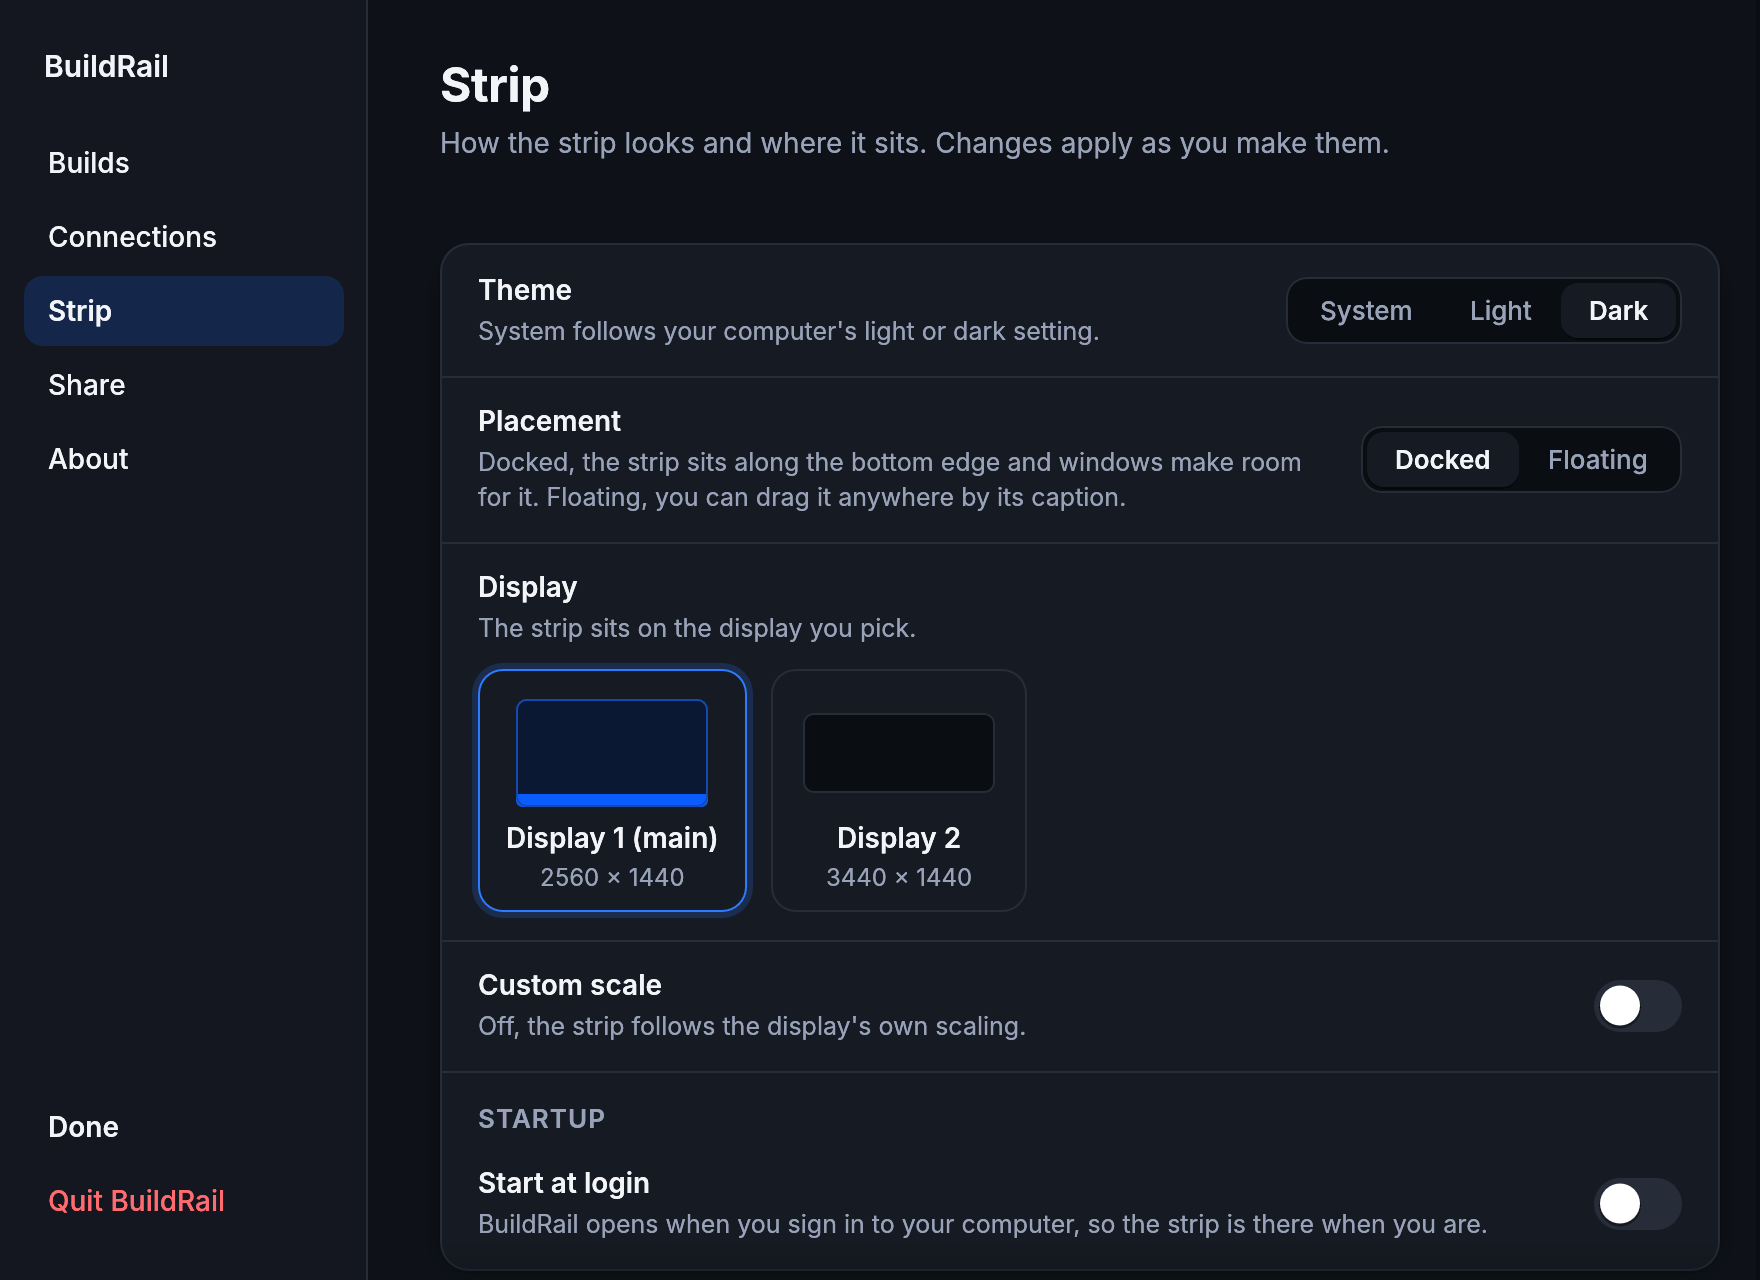 BuildRail
Builds
Connections
Strip
Share
About
Done
Quit BuildRail
Strip
How the strip looks and where it sits. Changes apply as you make them.
Theme
System follows your computer's light or dark setting.
System Light Dark
Placement
Docked, the strip sits along the bottom edge and windows make room
for it. Floating, you can drag it anywhere by its caption.
Docked Floating
Display
The strip sits on the display you pick.
Display 1 (main)
2560 × 1440
Display 2
3440 × 1440
Custom scale
Off, the strip follows the display's own scaling.
STARTUP
Start at login
BuildRail opens when you sign in to your computer, so the strip is there when you are.